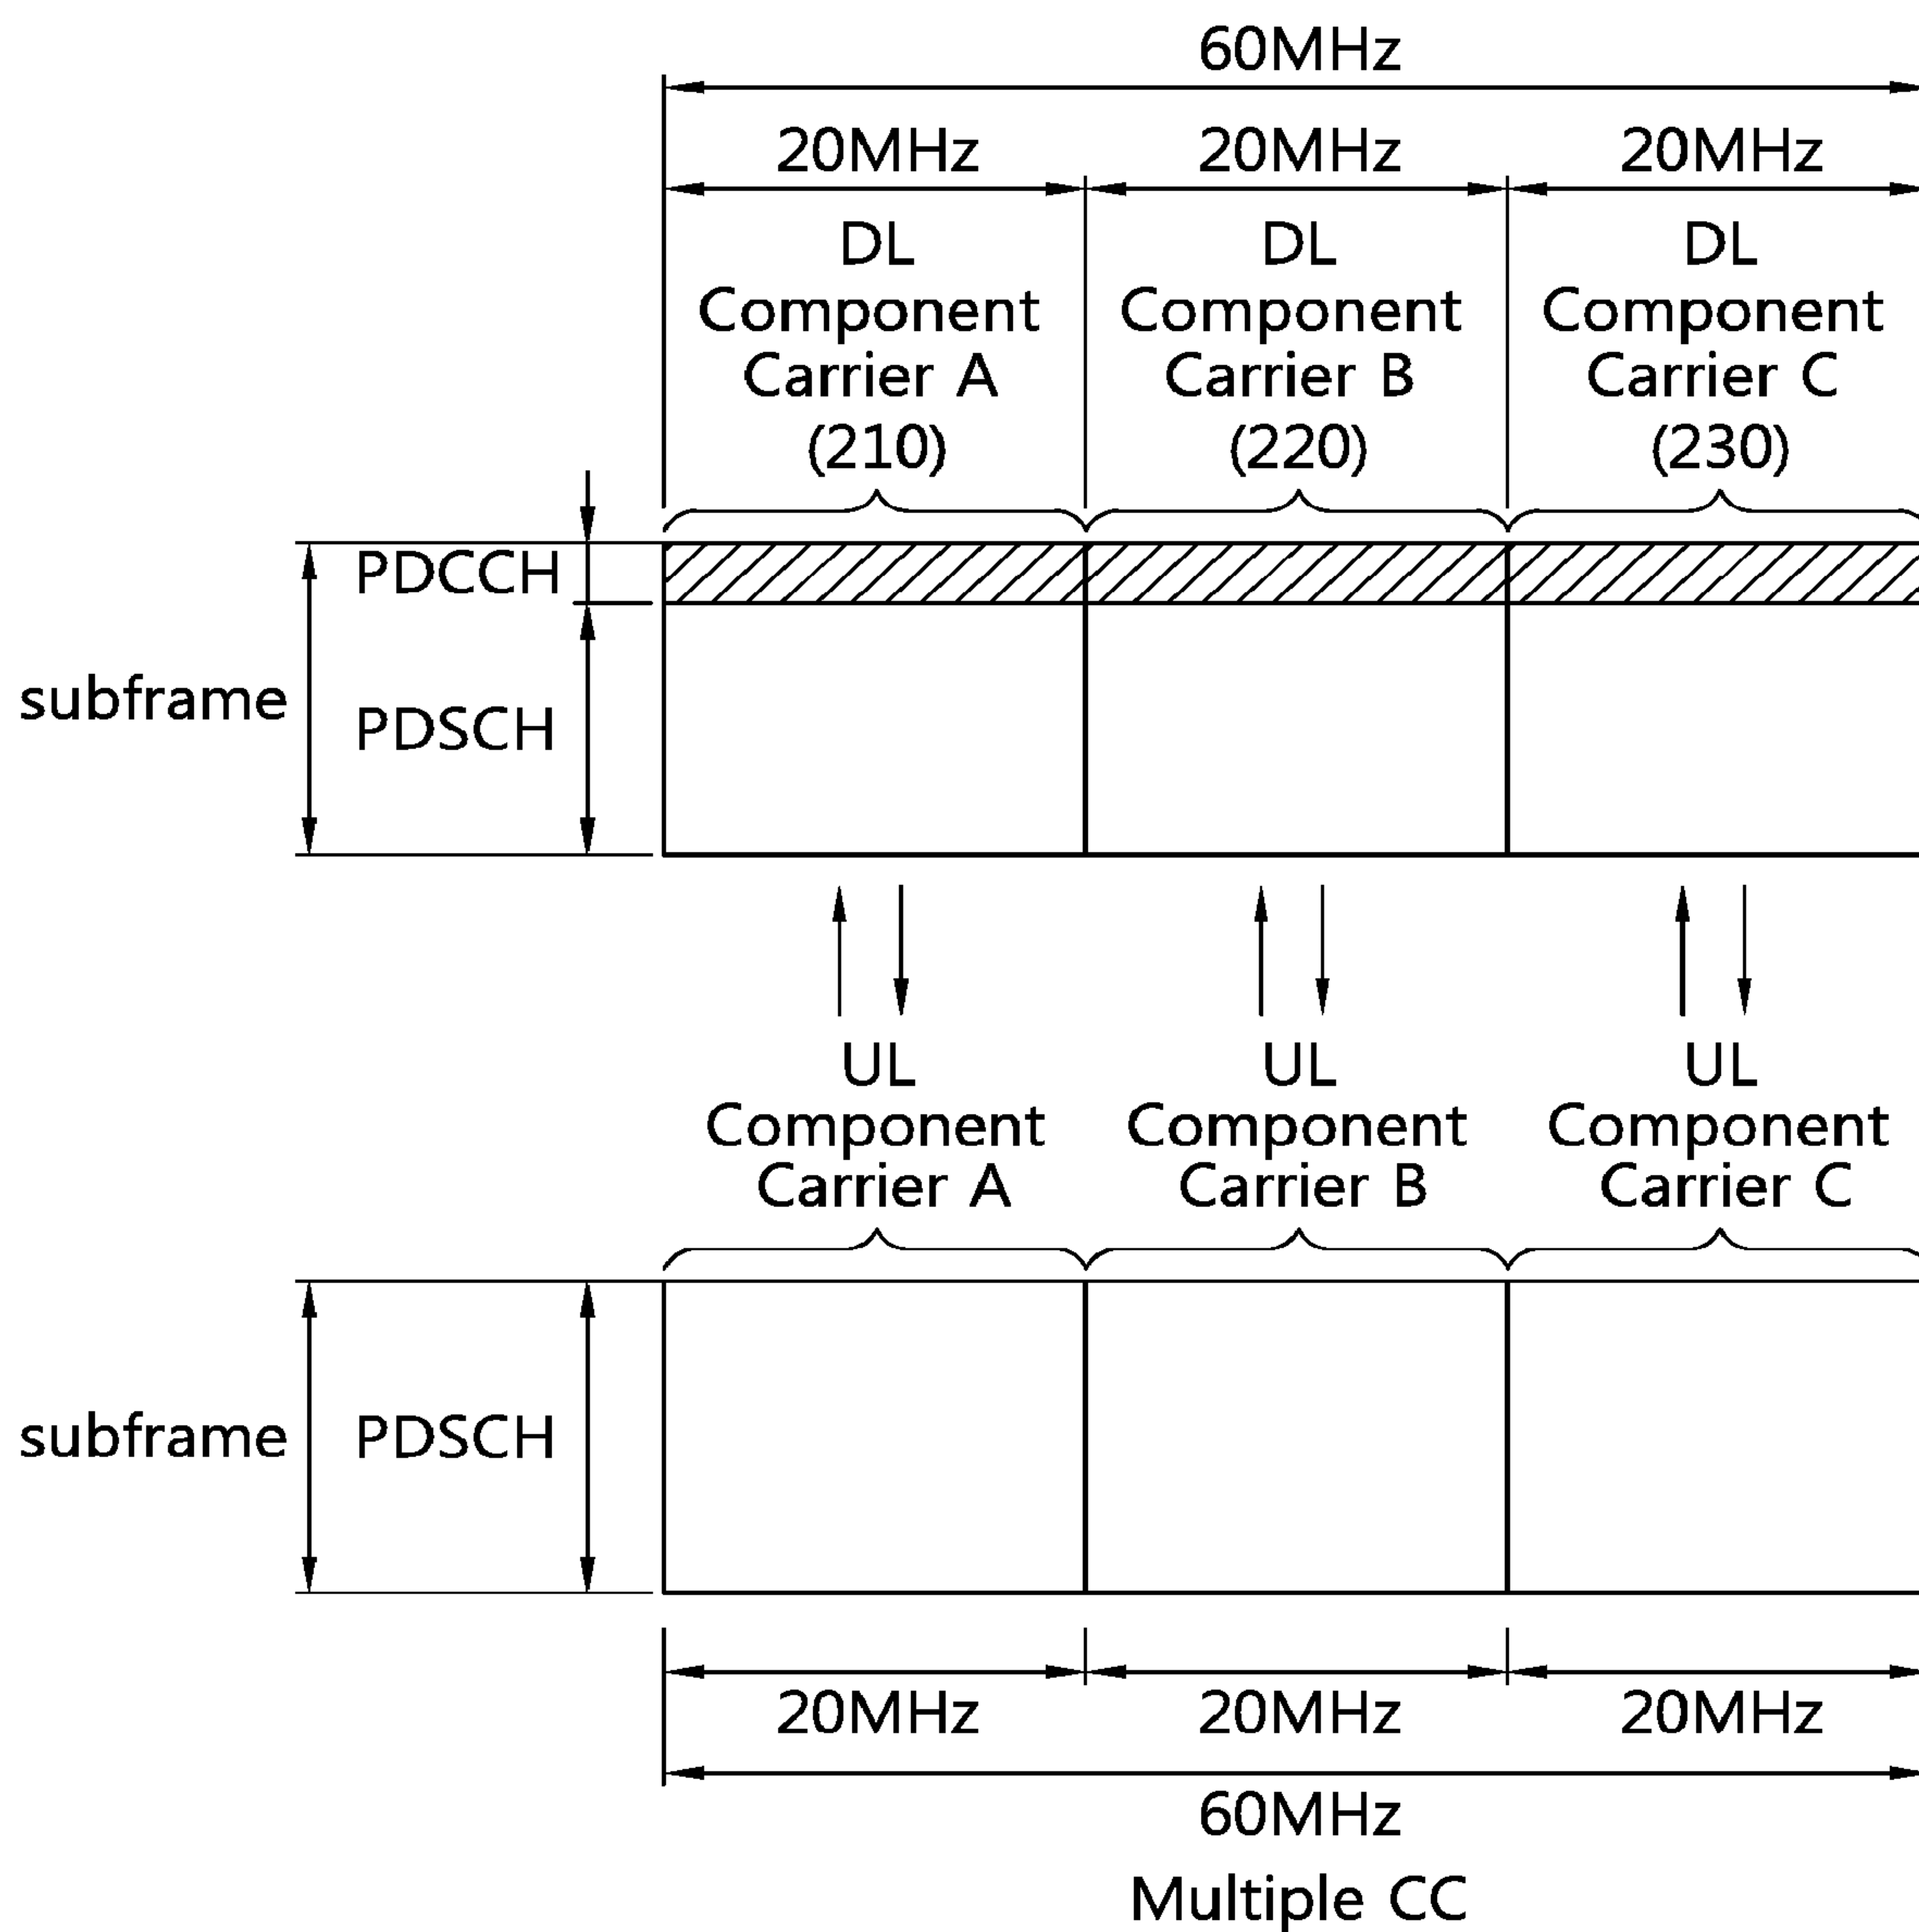 60MHz
20MHz 20MHz 20MHz
DL DL DL
Component Component Component
Carrier A Carrier B Carrier C
(210) (220) (230)
PDCCH
subframe
PDSCH
UL UL UL
Component Component Component
Carrier A Carrier B Carrier C
subframe PDSCH
20MHz 20MHz 20MHz
60MHz
Multiple CC